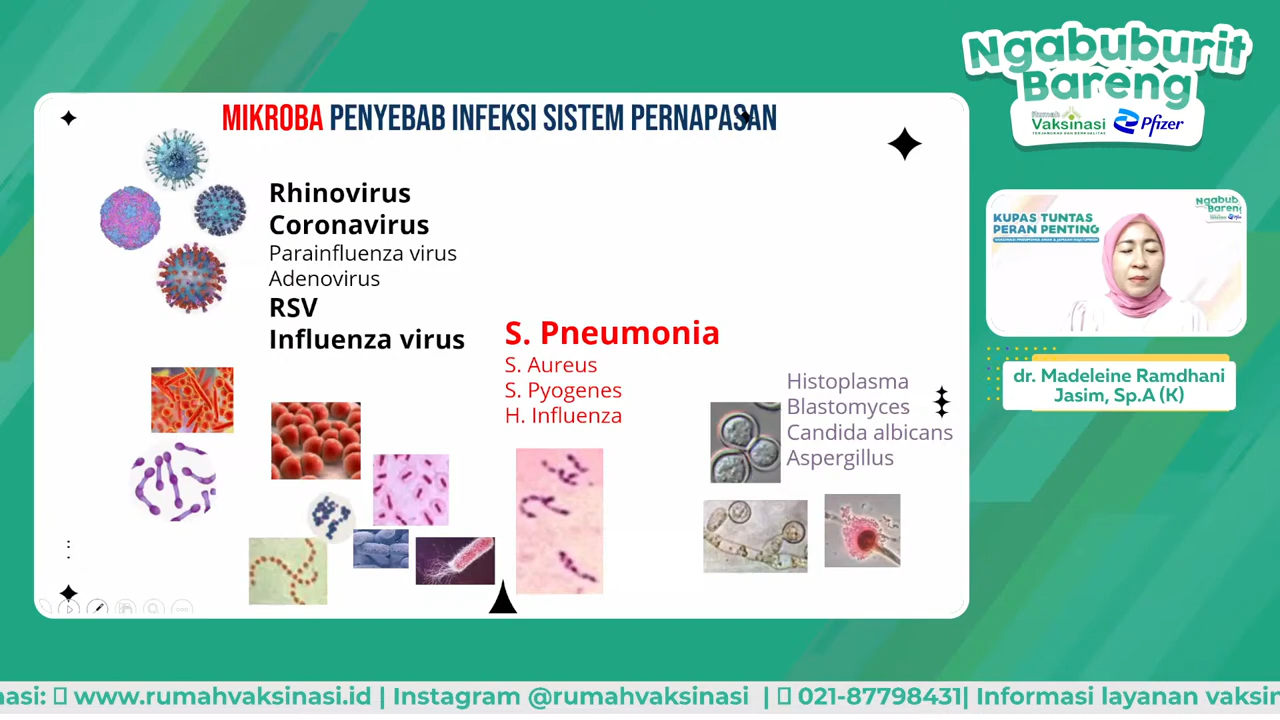 Ngabuburit
Bareng
Rumah
Vaksinasi
Pfizer
MIKROBA PENYEBAB INFEKSI SISTEM PERNAPASAN
Rhinovirus
Coronavirus
Parainfluenza virus
Adenovirus
RSV
Influenza virus
S. Pneumonia
S. Aureus
S. Pyogenes
H. Influenza
Histoplasma
Blastomyces
Candida albicans
Aspergillus
KUPAS TUNTAS
PERAN PENTING
dr. Madeleine Ramdhani
Jasim, Sp.A (K)
nasi: www.rumahvaksinasi.id | Instagram @rumahvaksinasi | 021-87798431| Informasi layanan vaksin